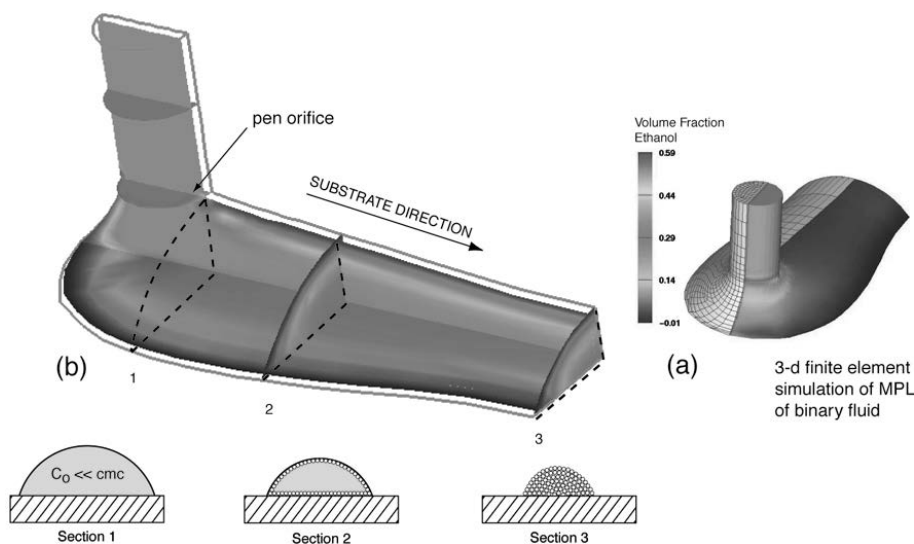 pen orifice
SUBSTRATE DIRECTION
(b)
1
2
3
Volume Fraction
Ethanol
0.59
0.44
0.29
0.14
-0.01
(a)
3-d finite element
simulation of MPL
of binary fluid
Co << cmc
Section 1
Section 2
Section 3